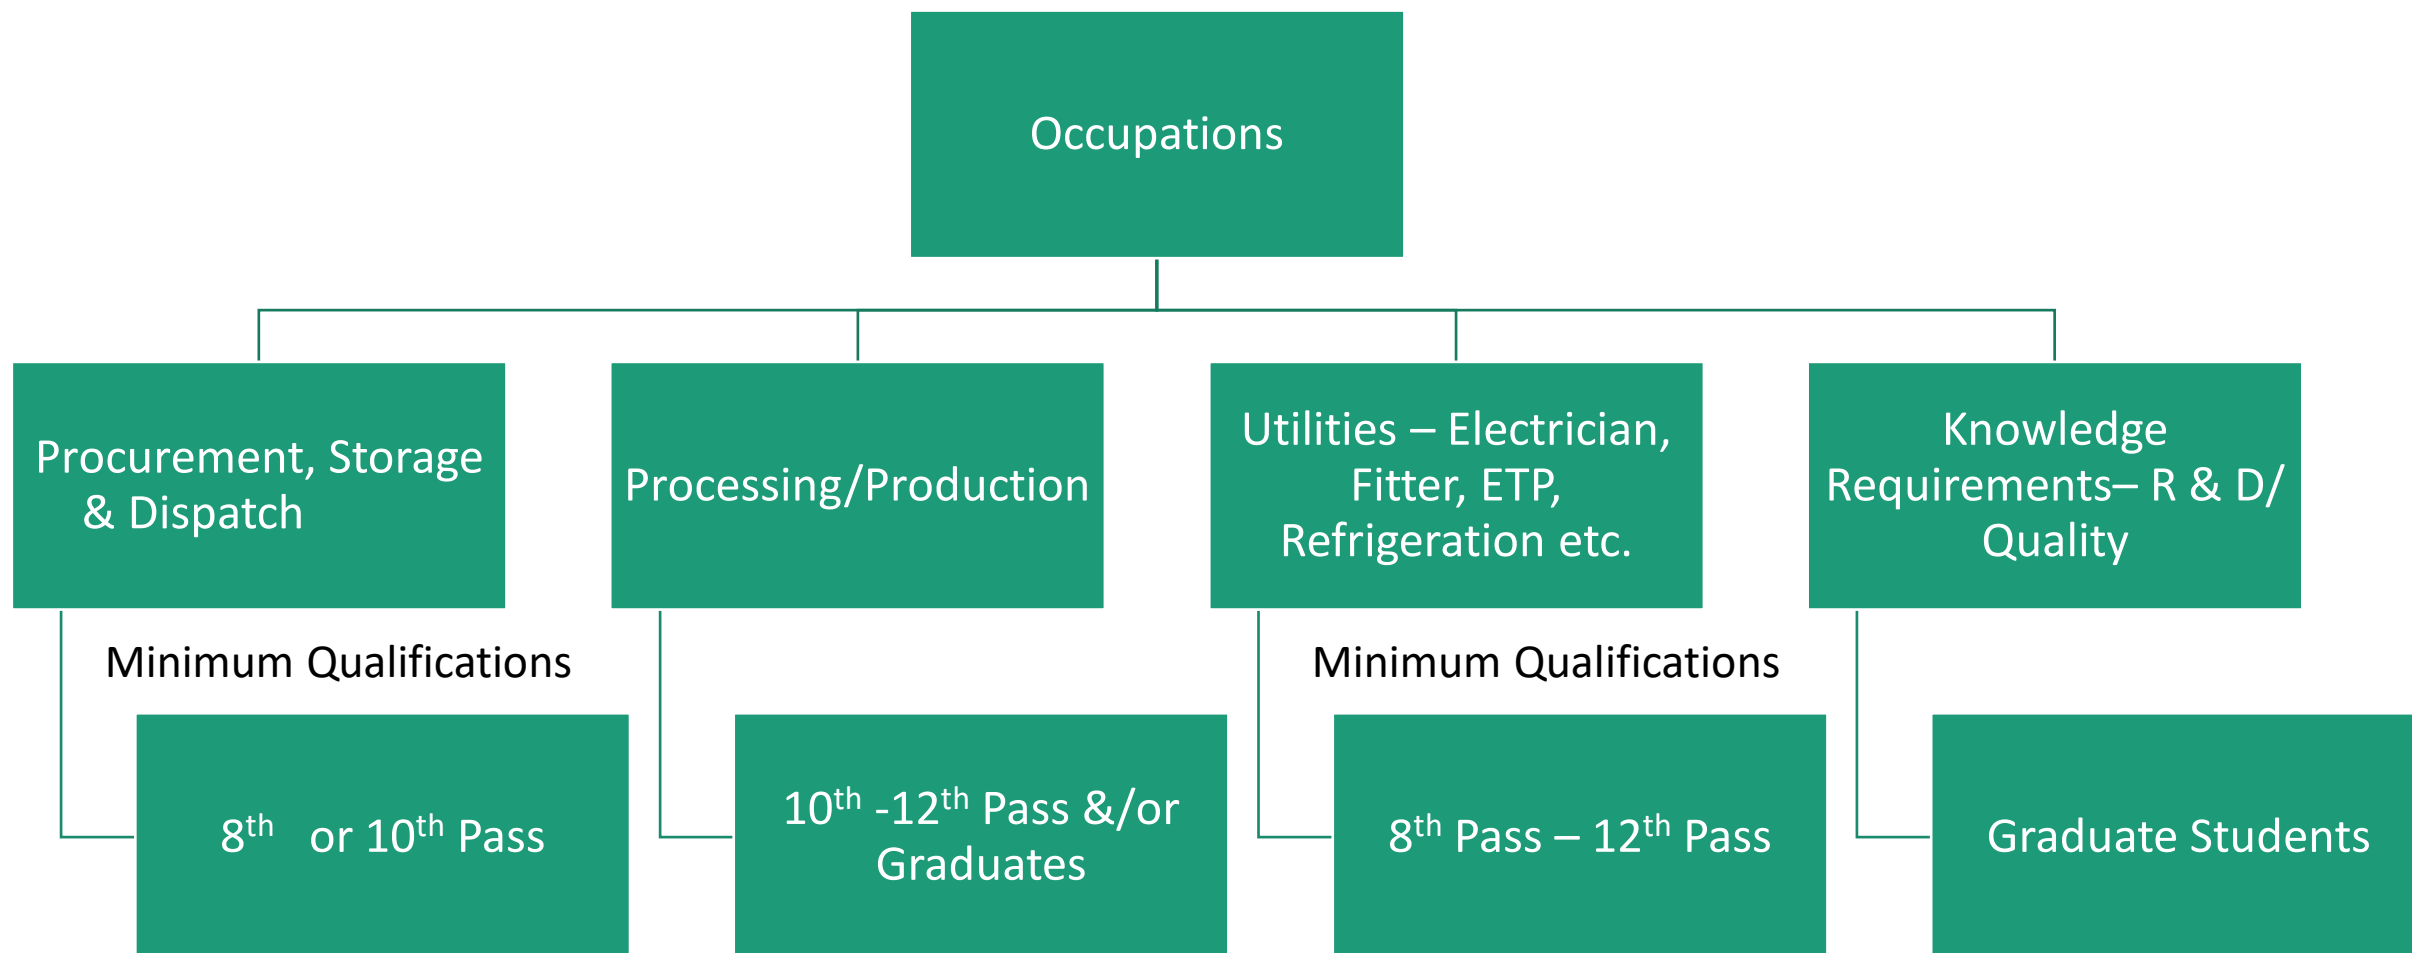 Occupations
Procurement, Storage
& Dispatch
Processing/Production
Utilities – Electrician,
Fitter, ETP,
Refrigeration etc.
Knowledge
Requirements– R & D/
Quality
Minimum Qualifications
Minimum Qualifications
8th or 10th Pass
10th -12th Pass &/or
Graduates
8th Pass – 12th Pass
Graduate Students